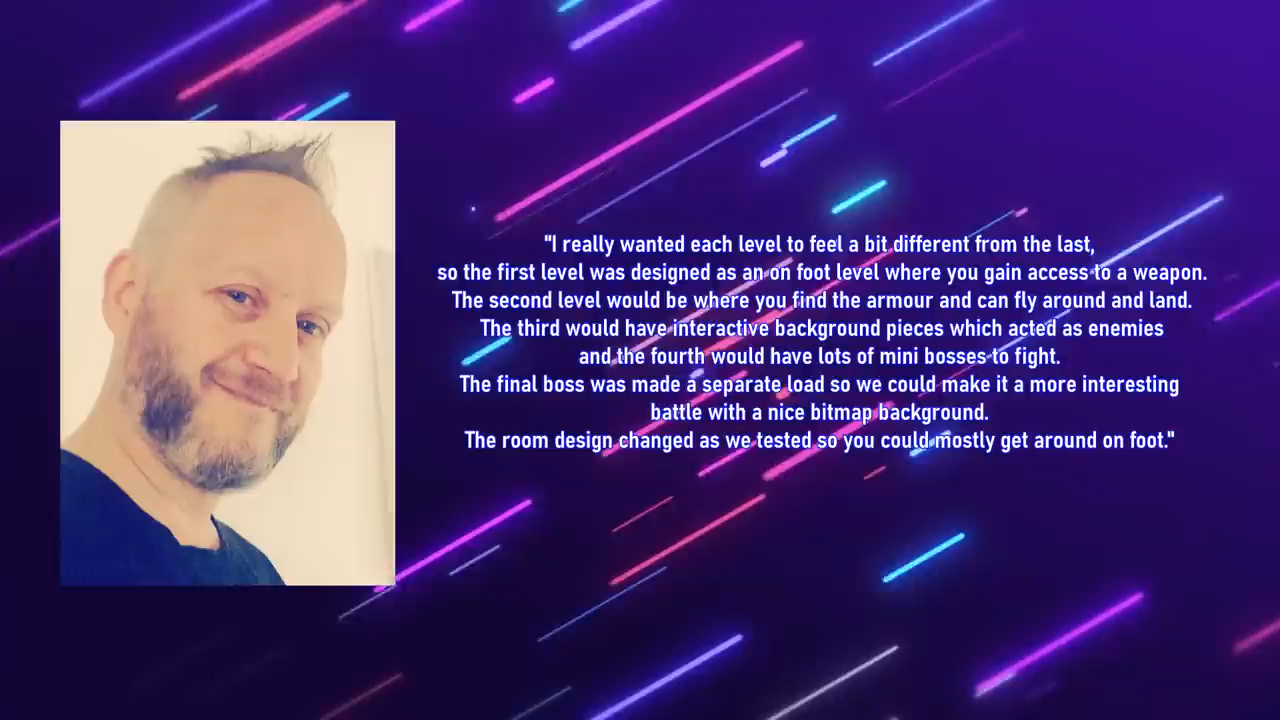 "I really wanted each level to feel a bit different from the last,
so the first level was designed as an on foot level where you gain access to a weapon.
The second level would be where you find the armour and can fly around and land.
The third would have interactive background pieces which acted as enemies
and the fourth would have lots of mini bosses to fight.
The final boss was made a separate load so we could make it a more interesting
battle with a nice bitmap background.
The room design changed as we tested so you could mostly get around on foot."